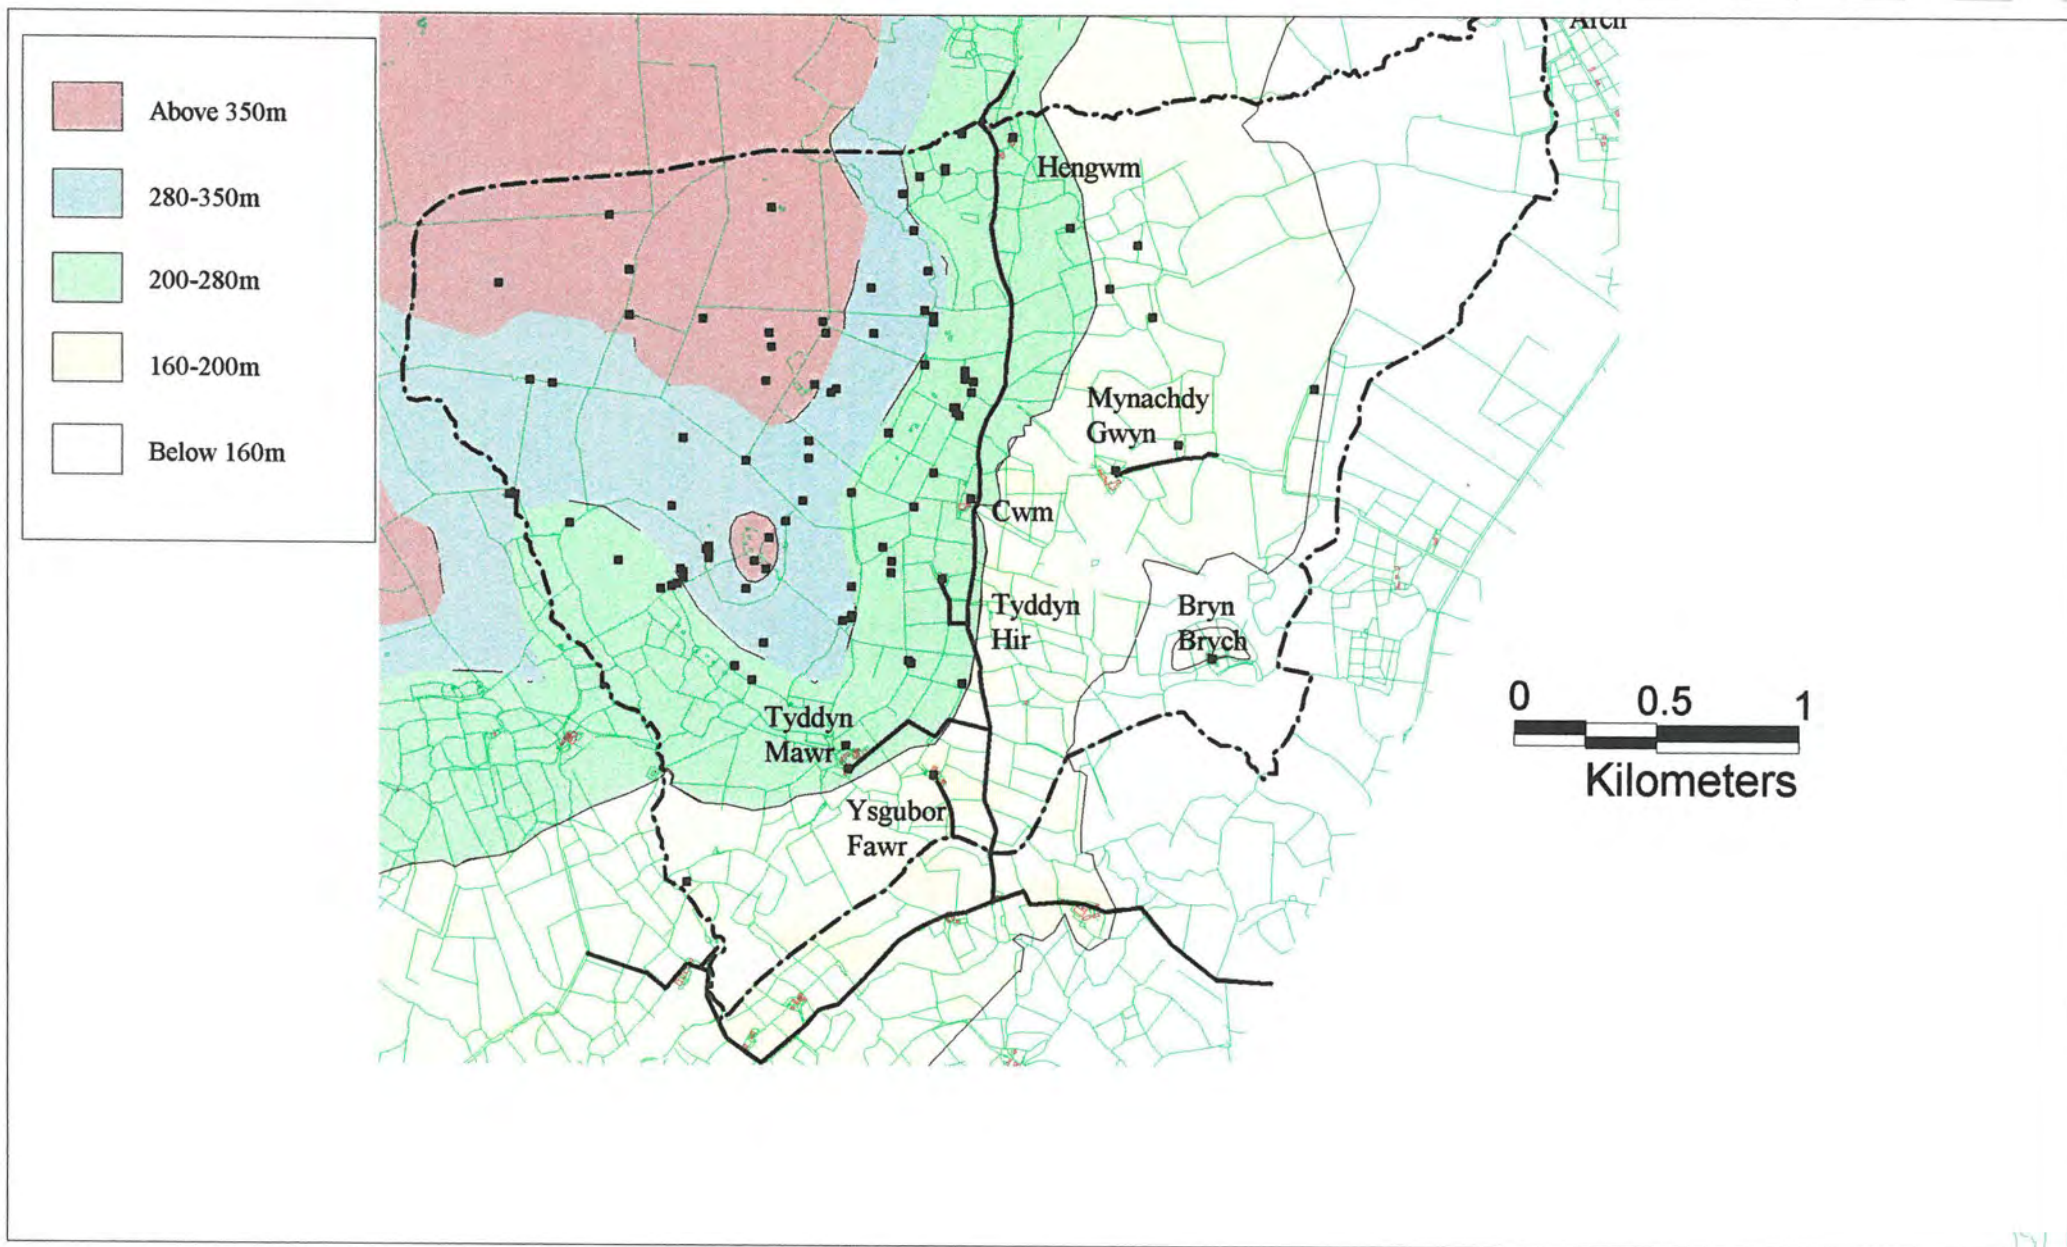 Above 350m
280-350m
200-280m
160-200m
Below 160m
Arch
Hengwm
Mynachdy
Gwyn
Cwm
Tyddyn
Hir
Bryn
Brych
Tyddyn
Mawr
Ysgubor
Fawr
0 0.5 1
Kilometers